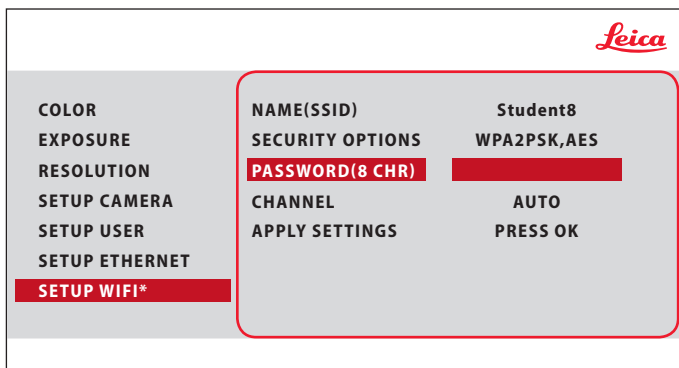 Leica
COLOR
EXPOSURE
RESOLUTION
SETUP CAMERA
SETUP USER
SETUP ETHERNET
SETUP WIFI*
NAME(SSID) Student8
SECURITY OPTIONS WPA2PSK,AES
PASSWORD(8 CHR)
CHANNEL AUTO
APPLY SETTINGS PRESS OK